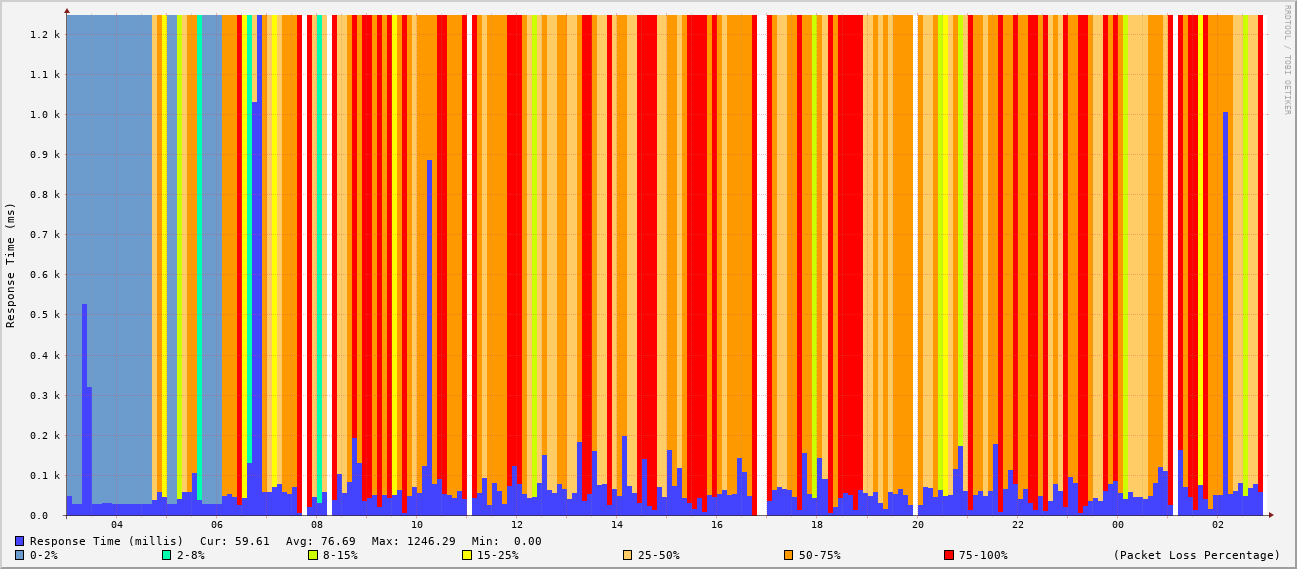 RRDTOOL / TOBI OETIKER
Response Time (ms)
1.2 k
1.1 k
1.0 k
0.9 k
0.8 k
0.7 k
0.6 k
0.5 k
0.4 k
0.3 k
0.2 k
0.1 k
0.0
04 06 08 10 12 14 16 18 20 22 00 02
Response Time (millis) Cur: 59.61 Avg: 76.69 Max: 1246.29 Min: 0.00
0-2% 2-8% 8-15% 15-25% 25-50% 50-75% 75-100% (Packet Loss Percentage)